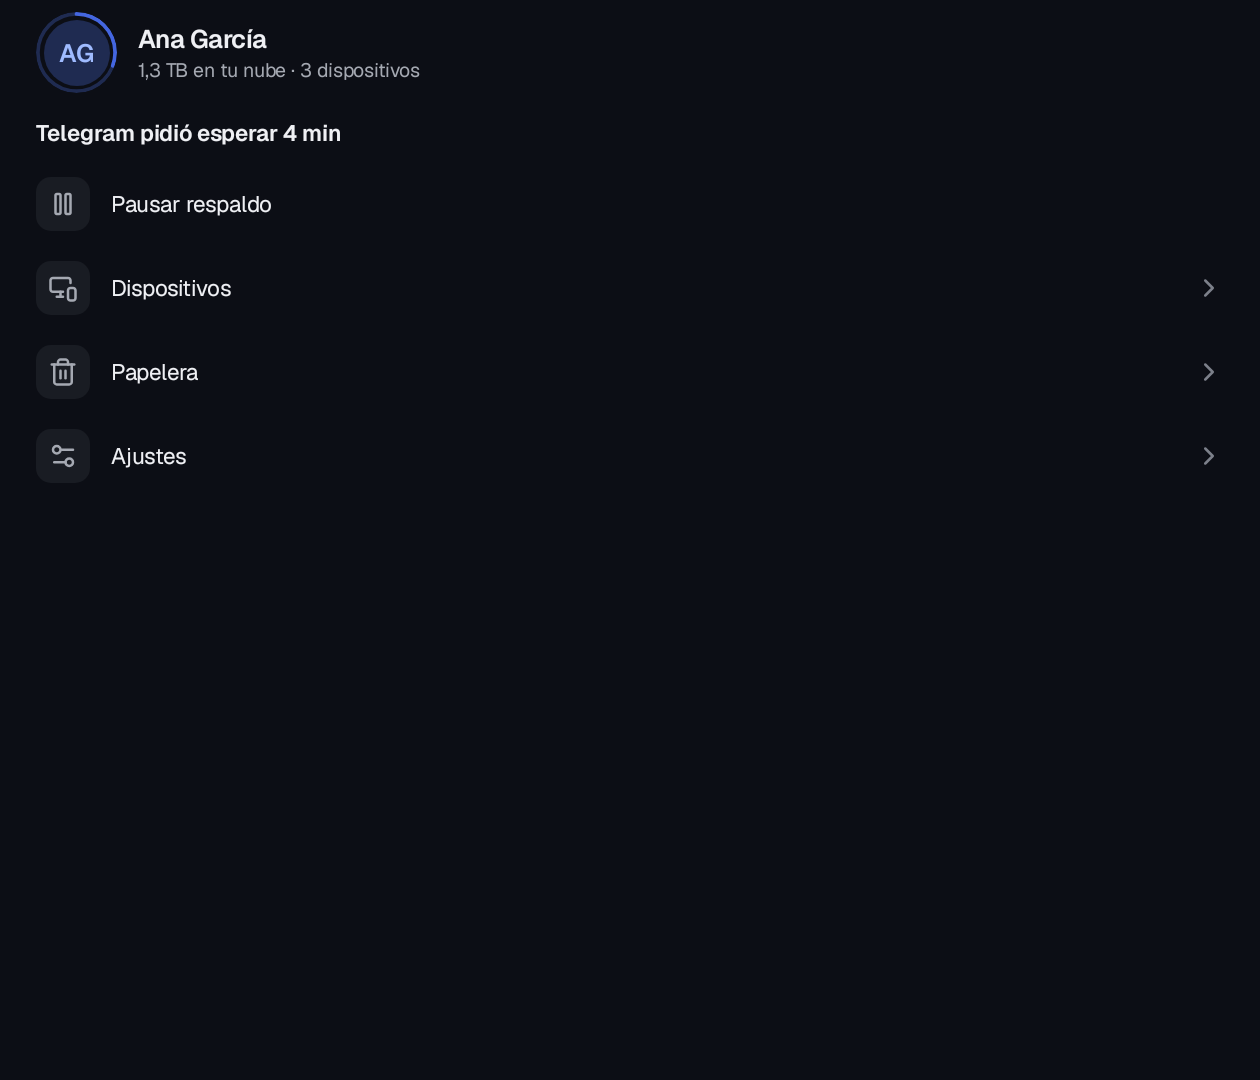 AG
Ana García
1,3 TB en tu nube · 3 dispositivos
Telegram pidió esperar 4 min
Pausar respaldo
Dispositivos
Papelera
Ajustes